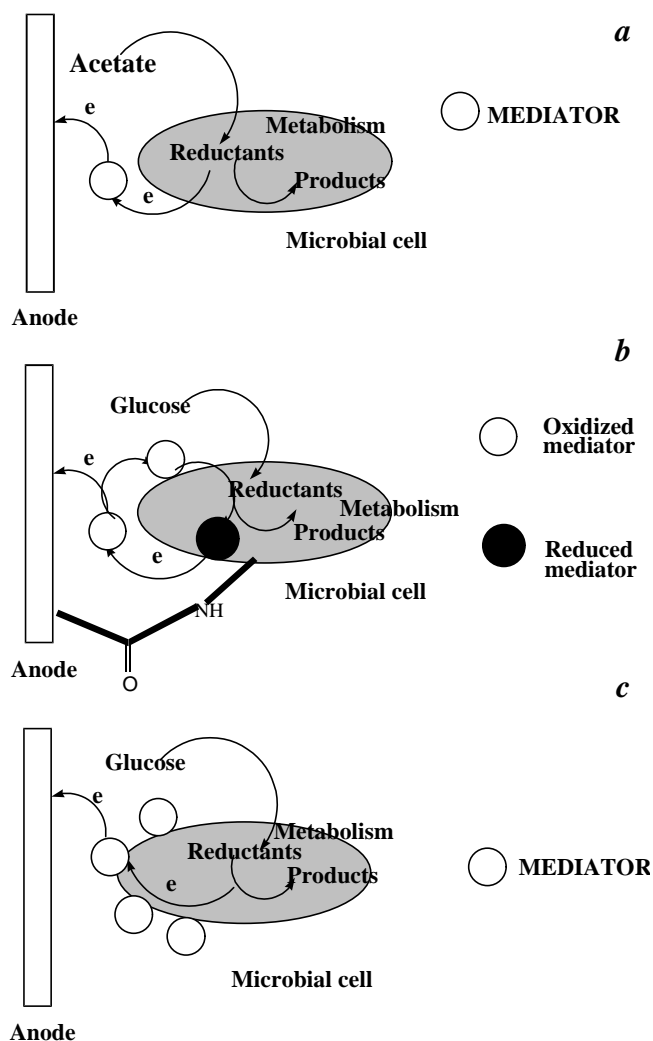 a
Acetate
e
MEDIATOR
Metabolism
Reductants
Products
e
Microbial cell
Anode
b
Glucose
Oxidized
mediator
e
Reductants
Metabolism
Products
e
Reduced
mediator
Microbial cell
NH
Anode
O
c
Glucose
e
Metabolism
Reductants
Products
MEDIATOR
e
Microbial cell
Anode